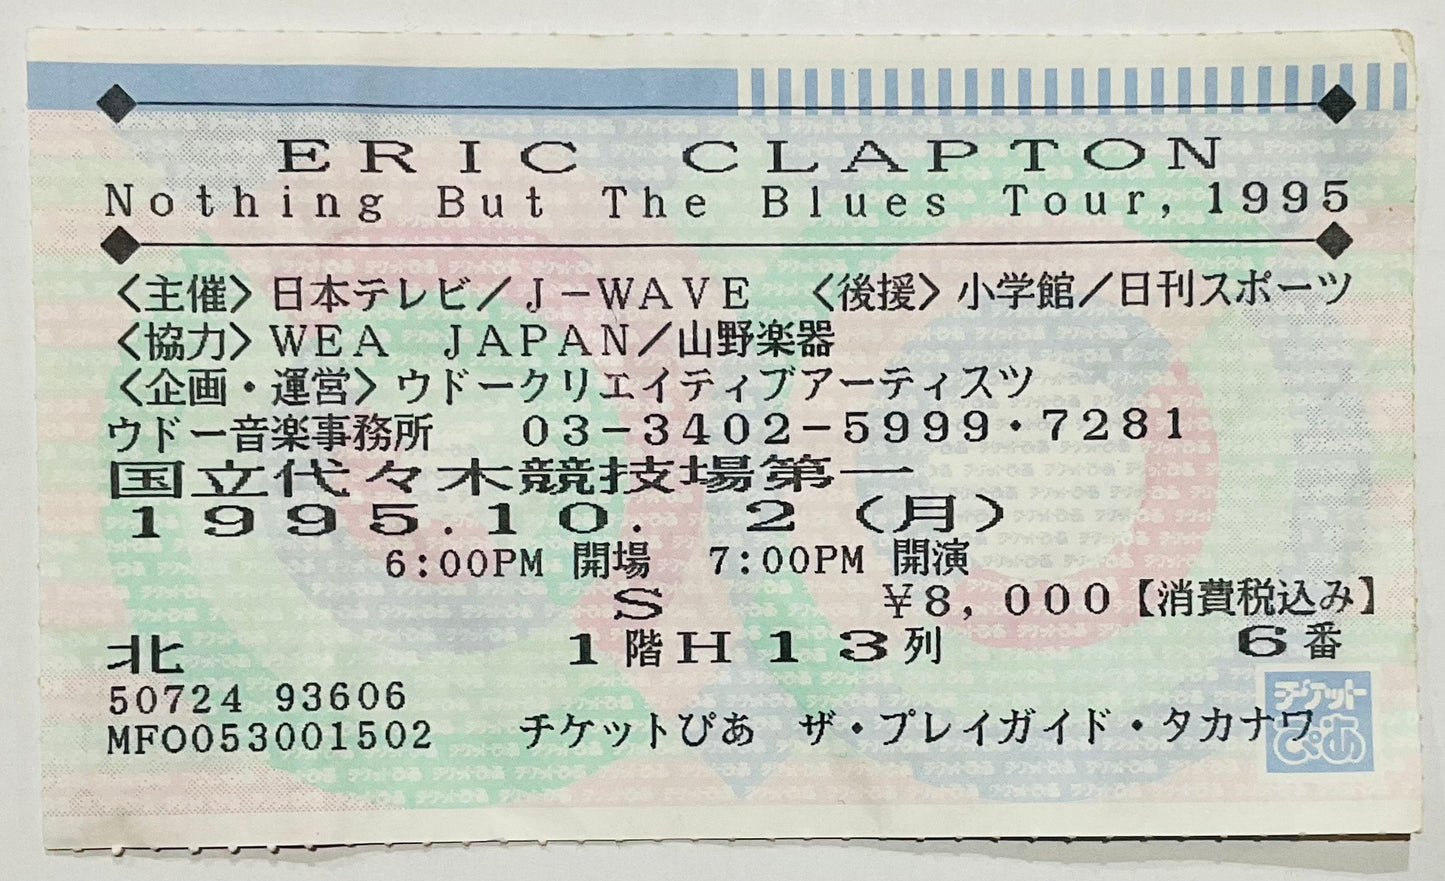 ERIC CLAPTON
Nothing But The Blues Tour,1995
〈主催〉日本テレビ／J－WAVE 〈後援〉小学館／日刊スポーツ
〈協力〉WEA JAPAN／山野楽器
〈企画・運営〉ウドークリエイティブアーティスツ
ウドー音楽事務所 03－3402－5999・7281
国立代々木競技場第一
1995.10. 2（月）
6:00PM 開場 7:00PM 開演
S ¥8,000【消費税込み】
北 1階H13列 6番
50724 93606
MFO053001502 チケットぴあ ザ・プレイガイド・タカナワ
チケット
ぴあ